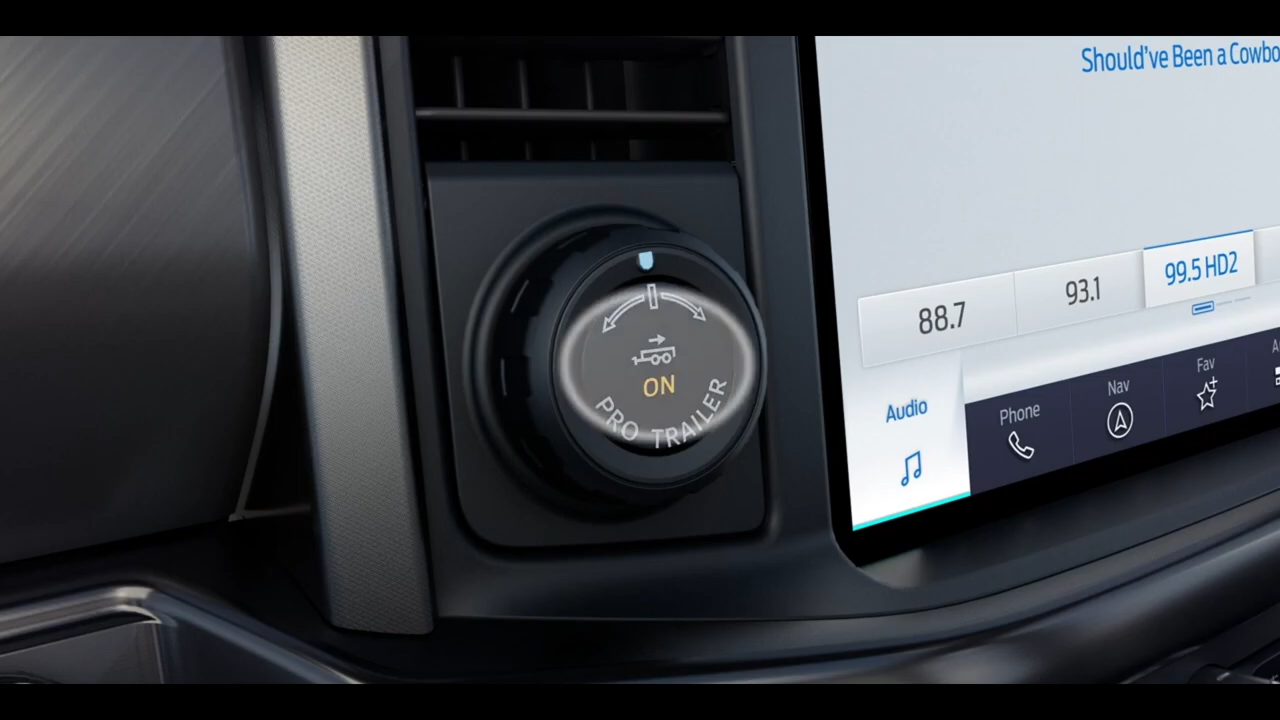 Should've Been a Cowbo
88.7
93.1
99.5 HD2
Audio
Phone
Nav
Fav
ON
PRO TRAILER